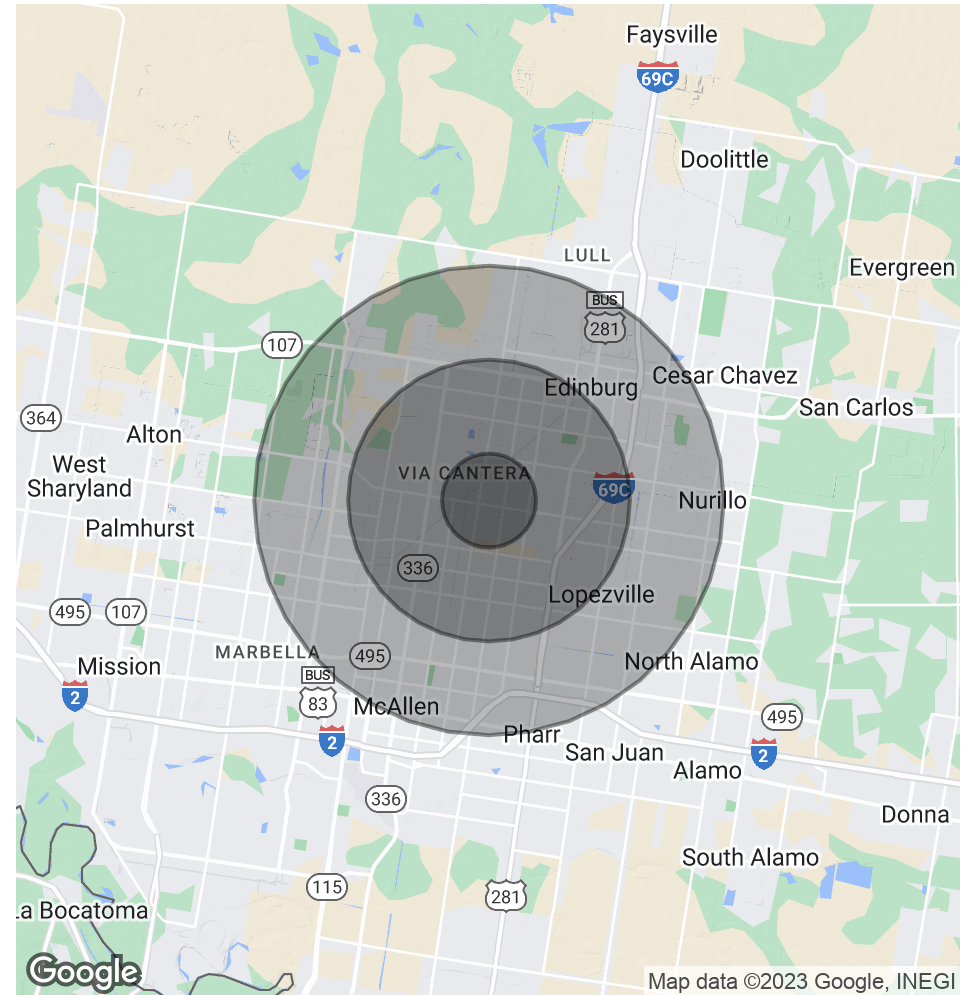 Faysville
69C
Doolittle
LULL
Evergreen
BUS
281
107
Cesar Chavez
Edinburg
San Carlos
364
Alton
West
Sharyland
VIA CANTERA
69C
Nurillo
Palmhurst
336
Lopezville
495
107
MARBELLA
495
North Alamo
Mission
BUS
83
2
McAllen
495
2
Pharr
San Juan
2
Alamo
336
Donna
South Alamo
115
281
La Bocatoma
Google
Map data ©2023 Google, INEGI